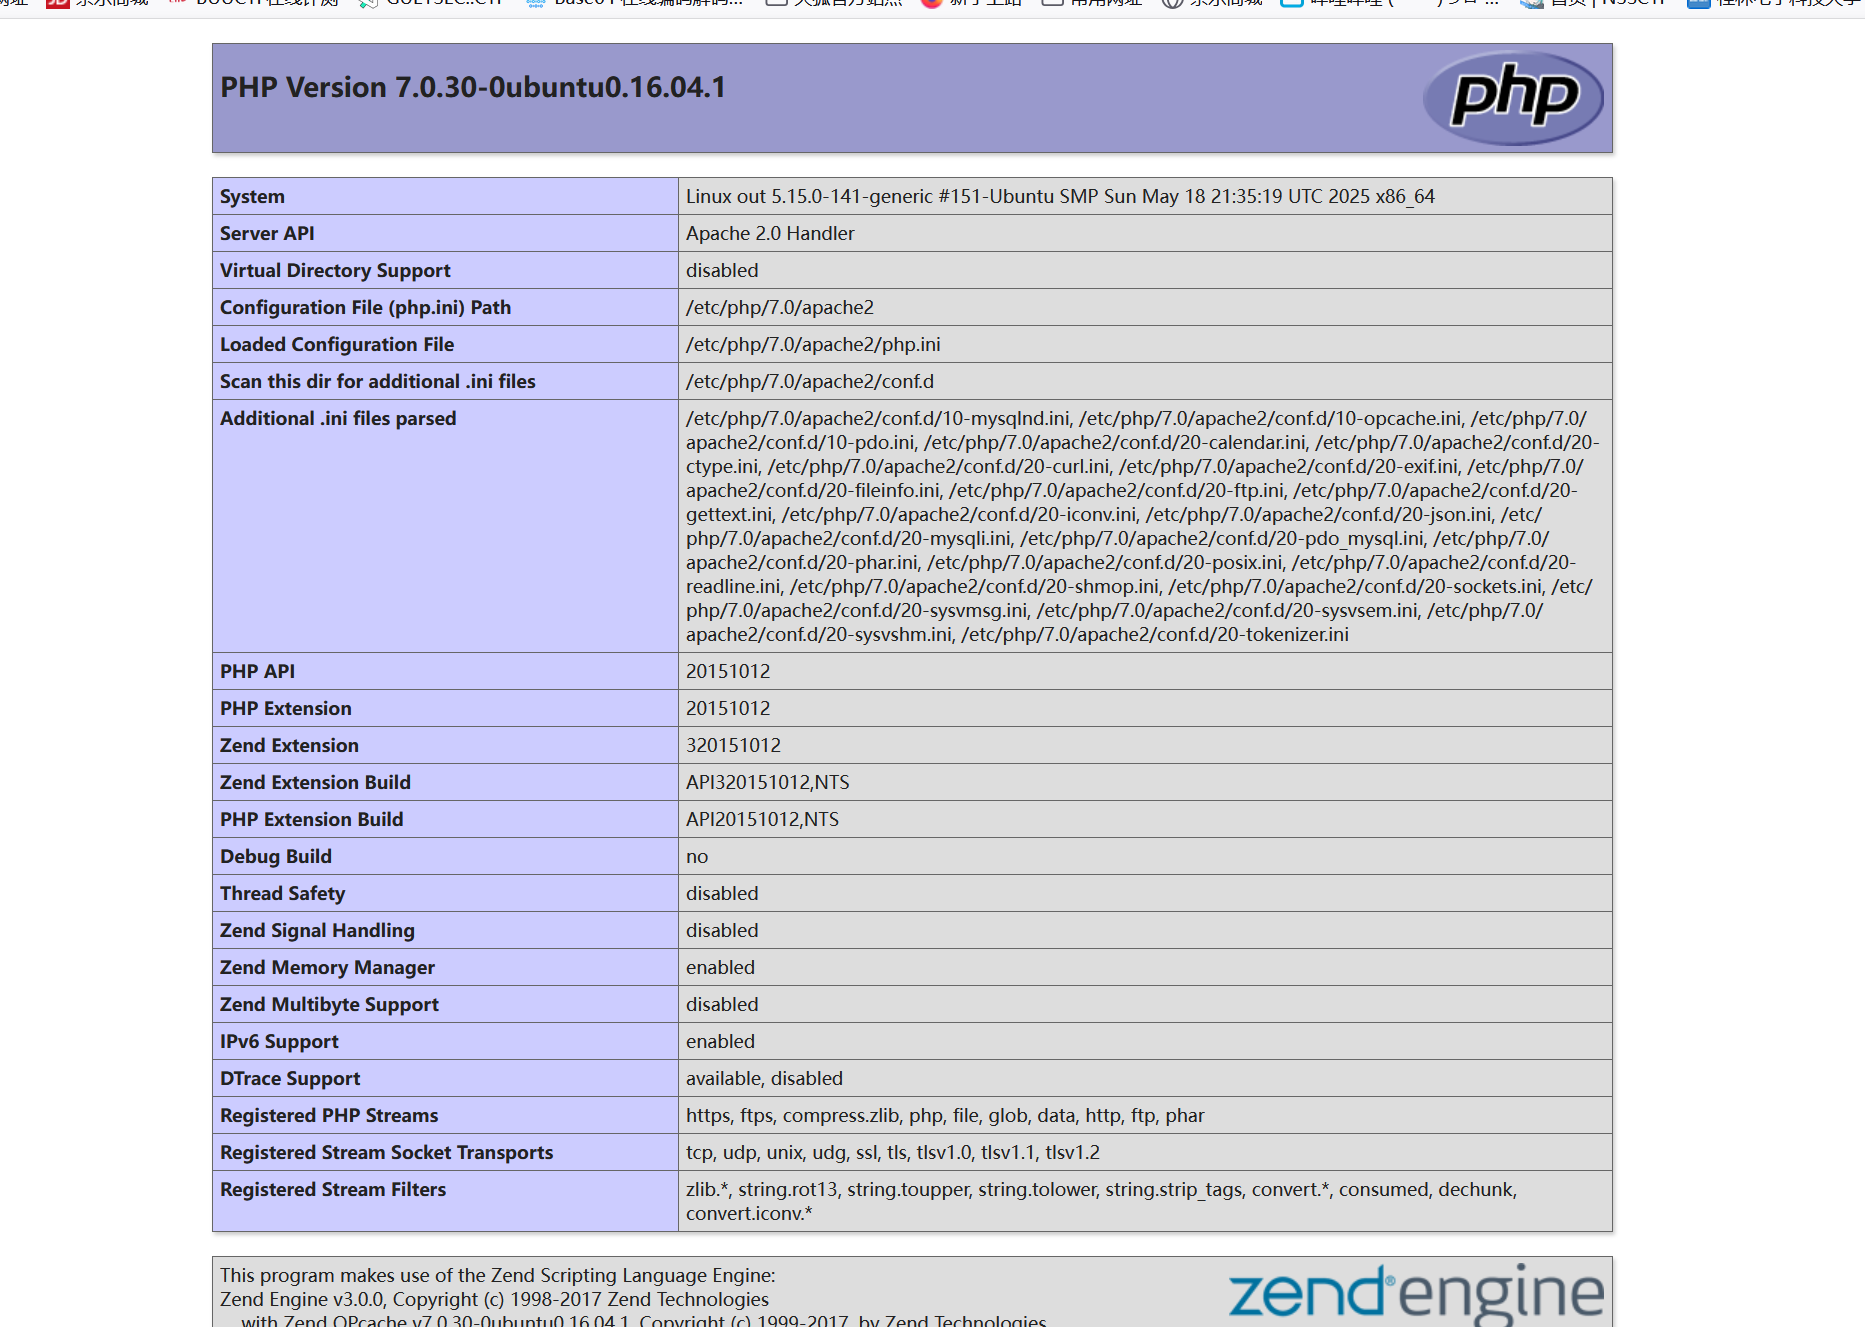 PHP Version 7.0.30-0ubuntu0.16.04.1
php
System Linux out 5.15.0-141-generic #151-Ubuntu SMP Sun May 18 21:35:19 UTC 2025 x86_64
Server API Apache 2.0 Handler
Virtual Directory Support disabled
Configuration File (php.ini) Path /etc/php/7.0/apache2
Loaded Configuration File /etc/php/7.0/apache2/php.ini
Scan this dir for additional .ini files /etc/php/7.0/apache2/conf.d
Additional .ini files parsed /etc/php/7.0/apache2/conf.d/10-mysqlnd.ini, /etc/php/7.0/apache2/conf.d/10-opcache.ini, /etc/php/7.0/
apache2/conf.d/10-pdo.ini, /etc/php/7.0/apache2/conf.d/20-calendar.ini, /etc/php/7.0/apache2/conf.d/20-
ctype.ini, /etc/php/7.0/apache2/conf.d/20-curl.ini, /etc/php/7.0/apache2/conf.d/20-exif.ini, /etc/php/7.0/
apache2/conf.d/20-fileinfo.ini, /etc/php/7.0/apache2/conf.d/20-ftp.ini, /etc/php/7.0/apache2/conf.d/20-
gettext.ini, /etc/php/7.0/apache2/conf.d/20-iconv.ini, /etc/php/7.0/apache2/conf.d/20-json.ini, /etc/
php/7.0/apache2/conf.d/20-mysqli.ini, /etc/php/7.0/apache2/conf.d/20-pdo_mysql.ini, /etc/php/7.0/
apache2/conf.d/20-phar.ini, /etc/php/7.0/apache2/conf.d/20-posix.ini, /etc/php/7.0/apache2/conf.d/20-
readline.ini, /etc/php/7.0/apache2/conf.d/20-shmop.ini, /etc/php/7.0/apache2/conf.d/20-sockets.ini, /etc/
php/7.0/apache2/conf.d/20-sysvmsg.ini, /etc/php/7.0/apache2/conf.d/20-sysvsem.ini, /etc/php/7.0/
apache2/conf.d/20-sysvshm.ini, /etc/php/7.0/apache2/conf.d/20-tokenizer.ini
PHP API 20151012
PHP Extension 20151012
Zend Extension 320151012
Zend Extension Build API320151012,NTS
PHP Extension Build API20151012,NTS
Debug Build no
Thread Safety disabled
Zend Signal Handling disabled
Zend Memory Manager enabled
Zend Multibyte Support disabled
IPv6 Support enabled
DTrace Support available, disabled
Registered PHP Streams https, ftps, compress.zlib, php, file, glob, data, http, ftp, phar
Registered Stream Socket Transports tcp, udp, unix, udg, ssl, tls, tlsv1.0, tlsv1.1, tlsv1.2
Registered Stream Filters zlib.*, string.rot13, string.toupper, string.tolower, string.strip_tags, convert.*, consumed, dechunk,
convert.iconv.*
This program makes use of the Zend Scripting Language Engine:
Zend Engine v3.0.0, Copyright (c) 1998-2017 Zend Technologies
with Zend OPcache v7.0.30-0ubuntu0.16.04.1, Copyright (c) 1999-2017, by Zend Technologies
zend® engine